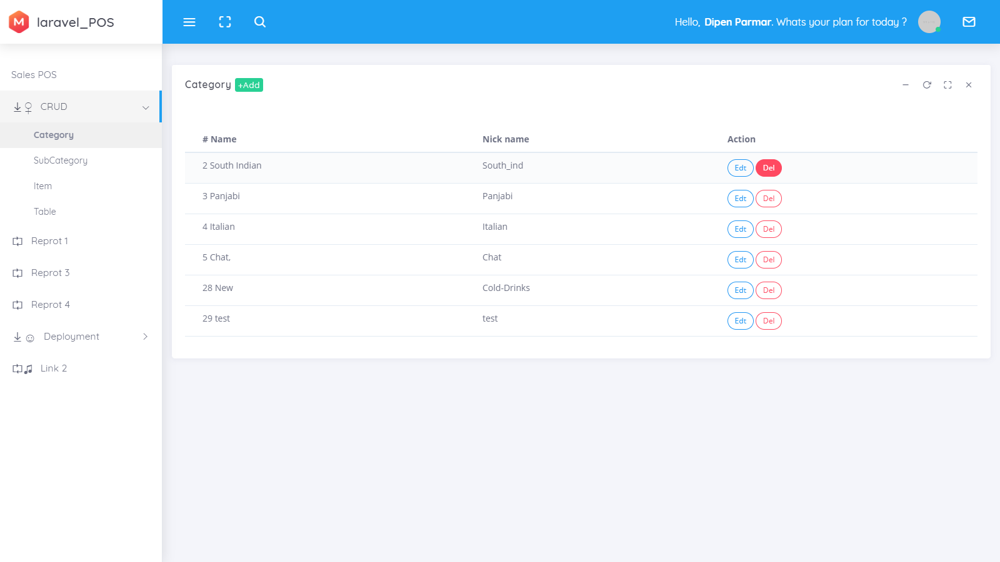 laravel_POS
Hello, Dipen Parmar. Whats your plan for today ?
Sales POS
CRUD
Category
SubCategory
Item
Table
Reprot 1
Reprot 3
Reprot 4
Deployment
Link 2
Category +Add
# Name Nick name Action
2 South Indian South_ind Edt Del
3 Panjabi Panjabi Edt Del
4 Italian Italian Edt Del
5 Chat, Chat Edt Del
28 New Cold-Drinks Edt Del
29 test test Edt Del